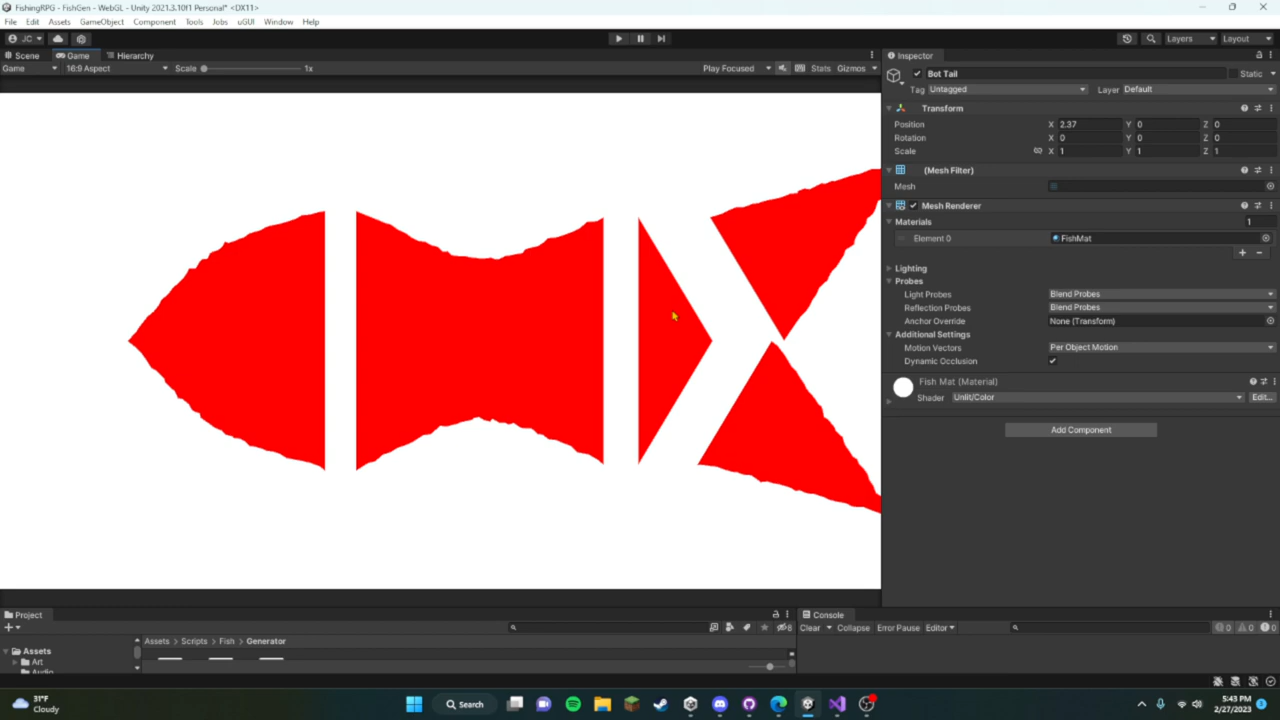 FishingRPG - FishGen - WebGL - Unity 2021.3.10f1 Personal* <DX11>
File Edit Assets GameObject Component Tools Jobs uGUI Window Help
JC Layers Layout
Scene Game Hierarchy
Game 16:9 Aspect Scale 1x Play Focused Stats Gizmos
Inspector
Bot Tail Static
Tag Untagged Layer Default
Transform
Position X 2.37 Y 0 Z 0
Rotation X 0 Y 0 Z 0
Scale X 1 Y 1 Z 1
(Mesh Filter)
Mesh
Mesh Renderer
Materials 1
Element 0 FishMat
Lighting
Probes
Light Probes Blend Probes
Reflection Probes Blend Probes
Anchor Override None (Transform)
Additional Settings
Motion Vectors Per Object Motion
Dynamic Occlusion
Fish Mat (Material)
Shader Unlit/Color Edit...
Add Component
Project
8
Assets > Scripts > Fish > Generator
Assets
Art
Audio
Console
Clear Collapse Error Pause Editor 0 0 0
31°F
Cloudy
Search
5:43 PM
2/27/2023